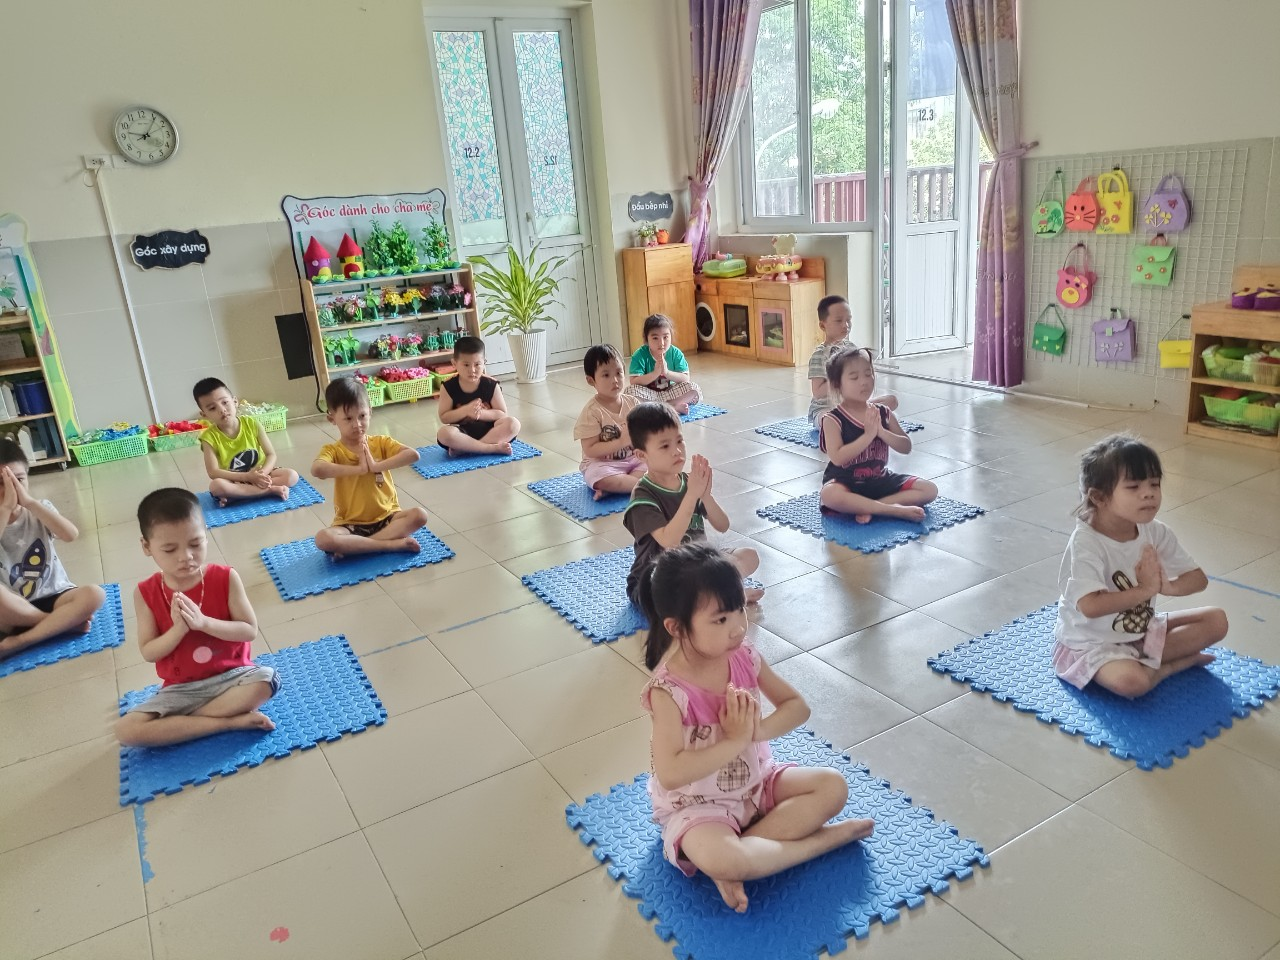 Góc xây dựng
Góc dành cho cha mẹ
12.2
12.3
Đầu bếp nhí